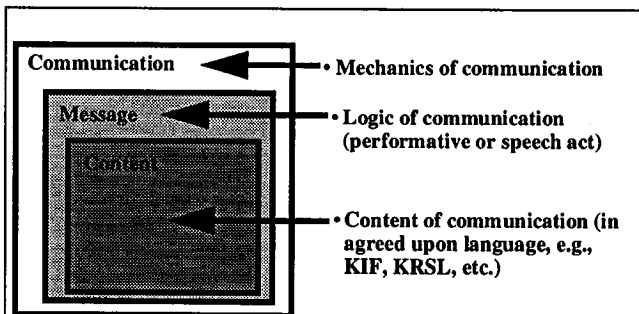 Communication
• Mechanics of communication
Message
• Logic of communication
(performative or speech act)
Content
• Content of communication (in
agreed upon language, e.g.,
KIF, KRSL, etc.)